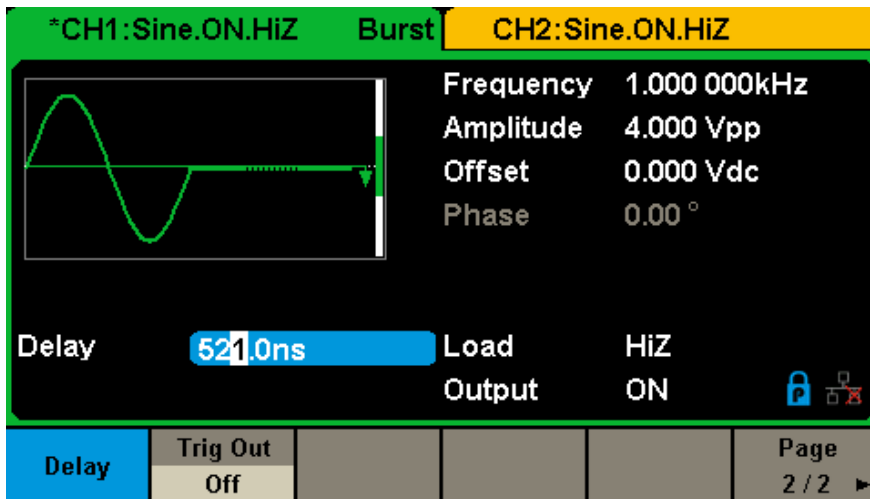 *CH1:Sine.ON.HiZ Burst CH2:Sine.ON.HiZ
Frequency 1.000 000kHz
Amplitude 4.000 Vpp
Offset 0.000 Vdc
Phase 0.00 °
Delay 521.0ns Load HiZ
Output ON P
Delay Trig Out Off Page 2 / 2